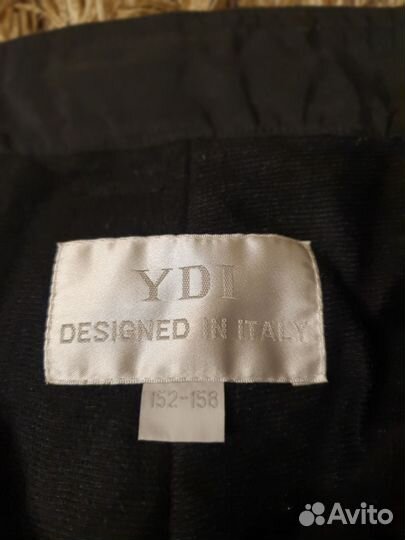 YDI
DESIGNED IN ITALY
152-158
Avito